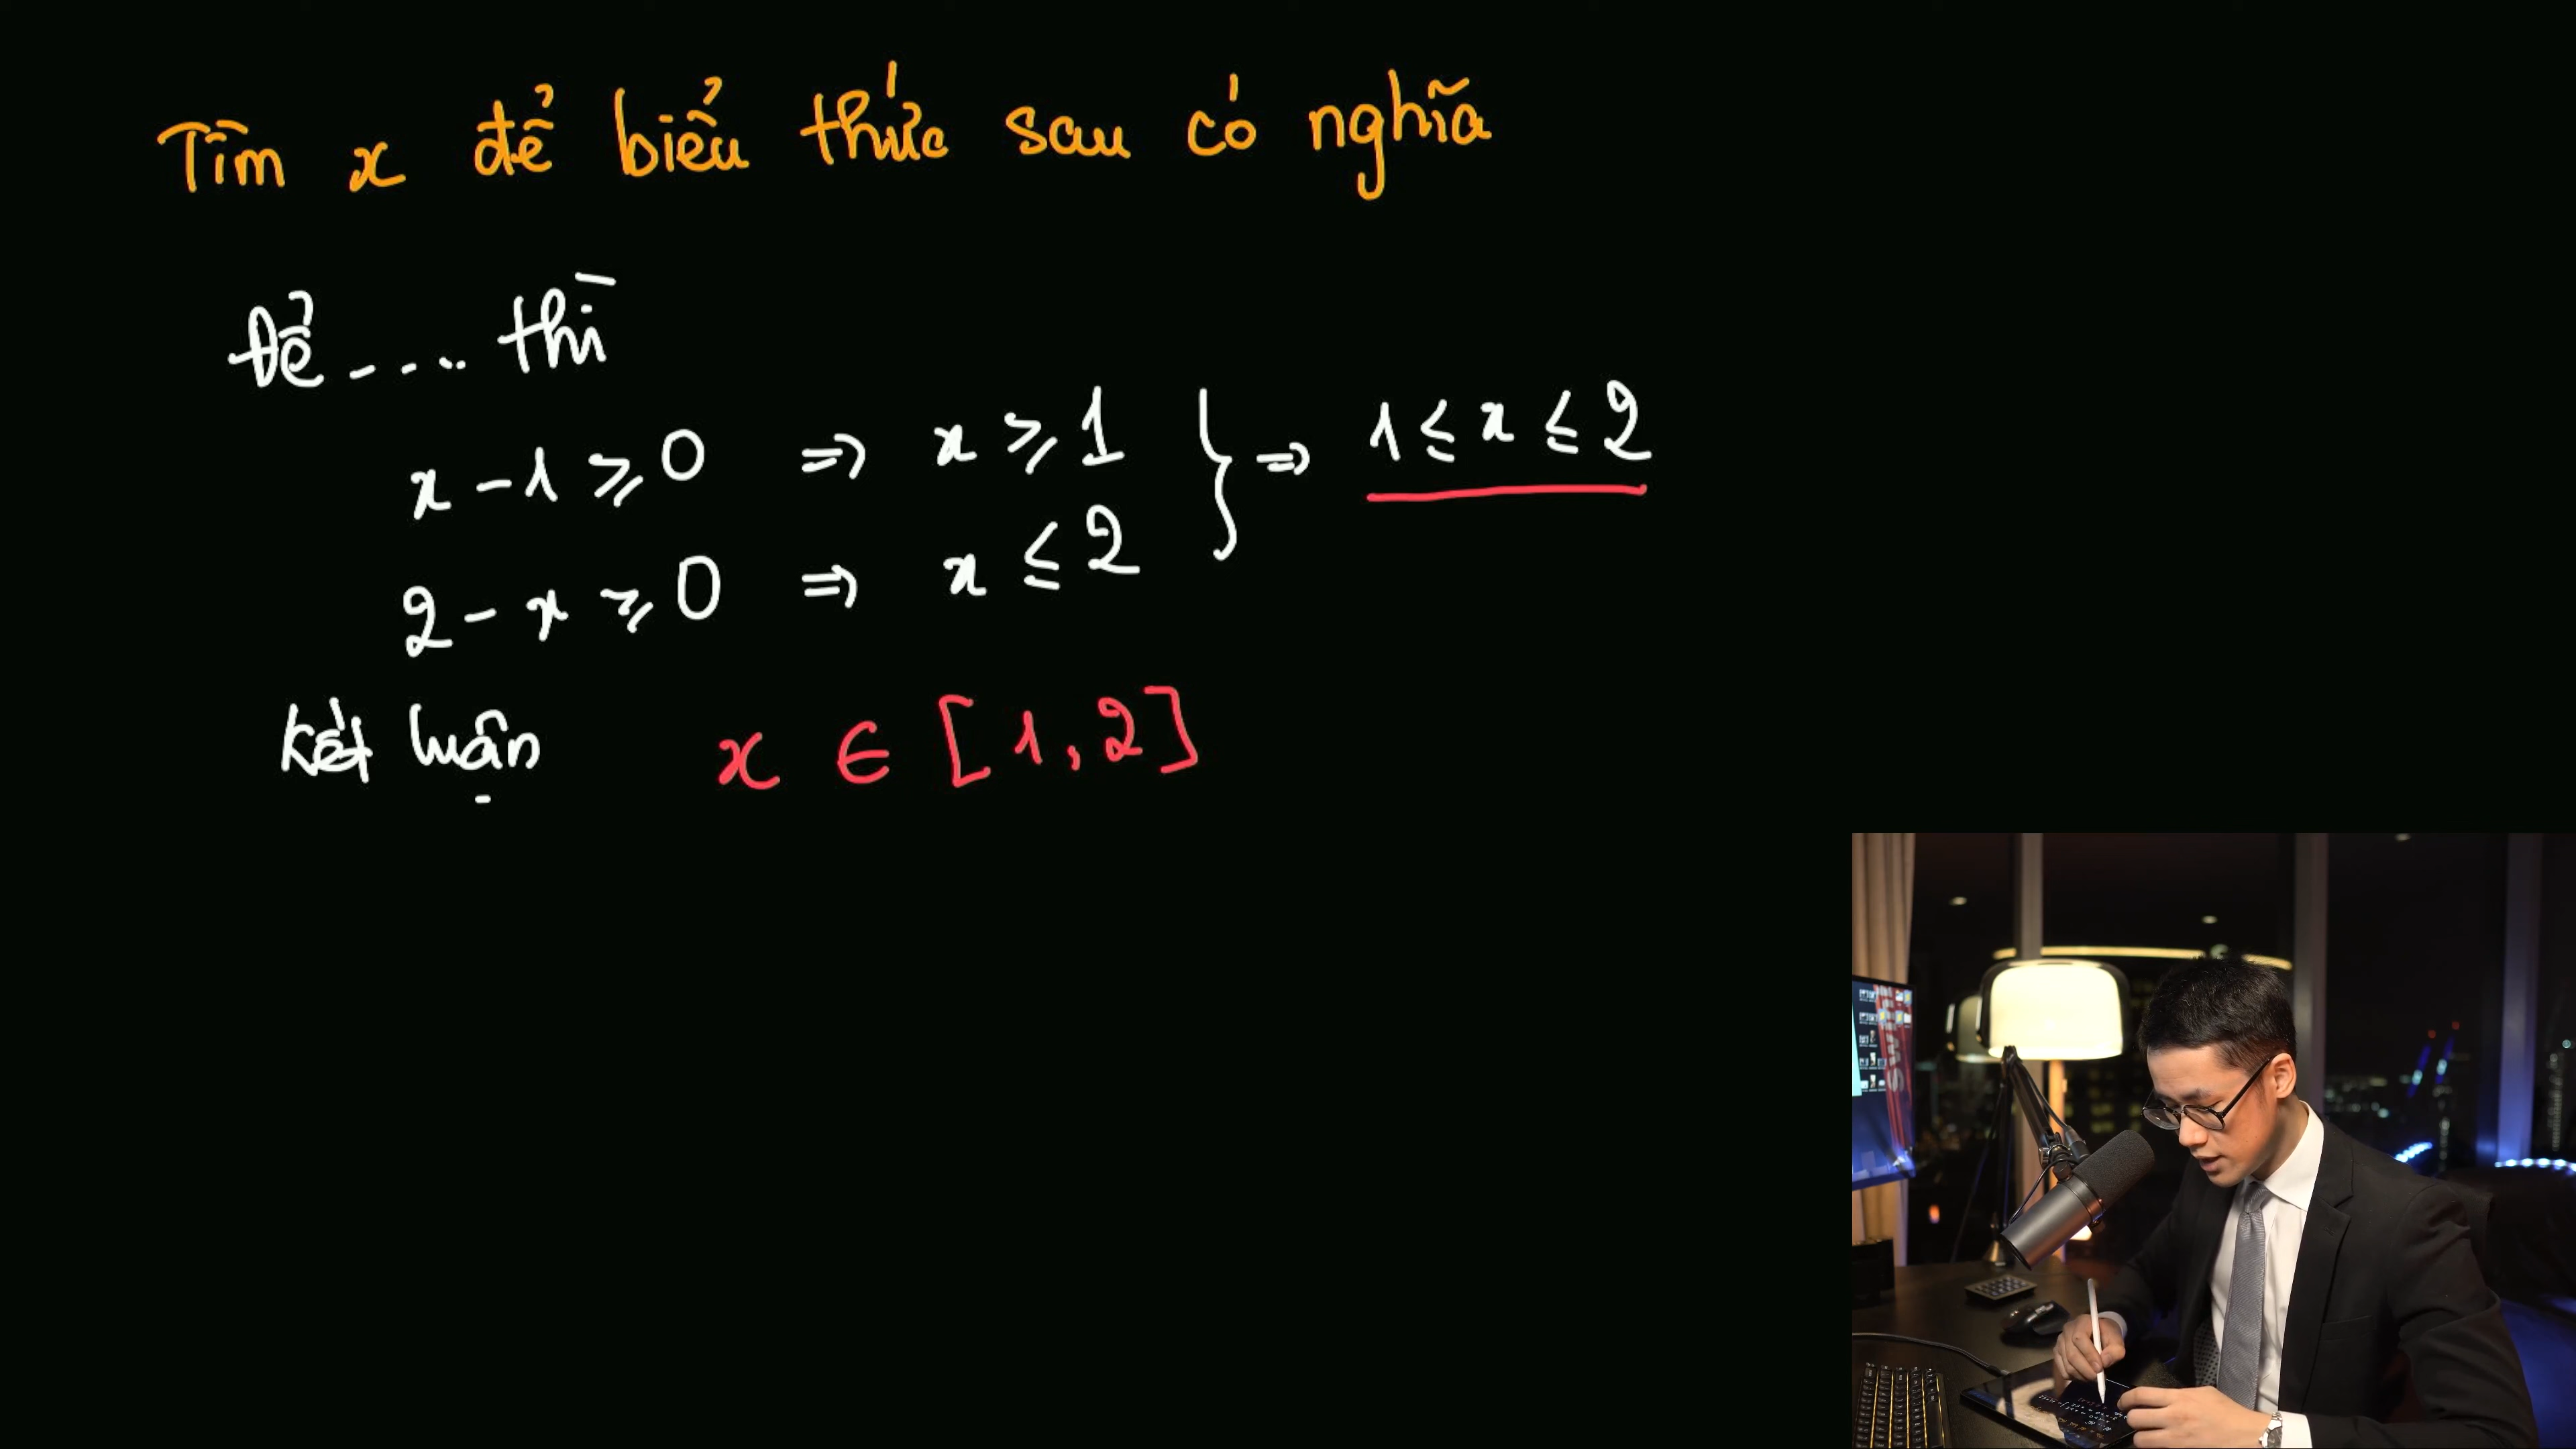 Tìm x để biểu thức sau có nghĩa
Để .... thì
x - 1 ≥ 0 ⇒ x ≥ 1 } ⇒ 1 ≤ x ≤ 2
2 - x ≥ 0 ⇒ x ≤ 2
Kết luận x ∈ [1, 2]